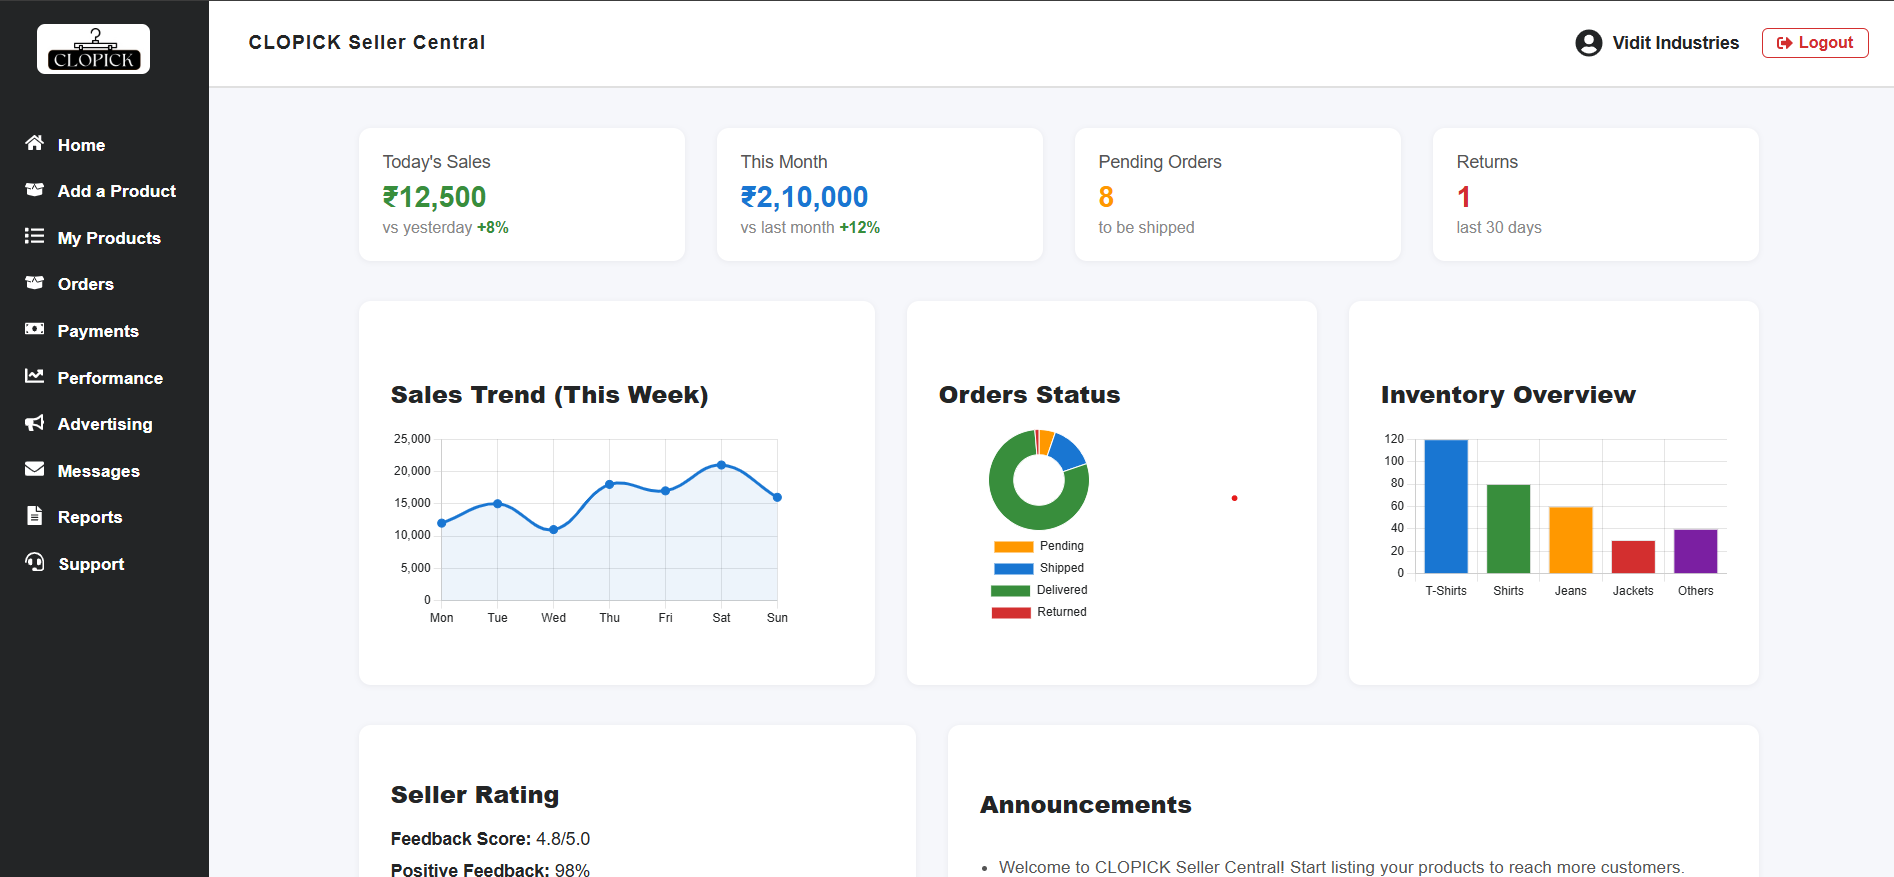 CLOPICK
CLOPICK Seller Central
Vidit Industries
Logout
Home
Add a Product
My Products
Orders
Payments
Performance
Advertising
Messages
Reports
Support
Today's Sales
₹12,500
vs yesterday +8%
This Month
₹2,10,000
vs last month +12%
Pending Orders
8
to be shipped
Returns
1
last 30 days
Sales Trend (This Week)
25,000
20,000
15,000
10,000
5,000
0
Mon Tue Wed Thu Fri Sat Sun
Orders Status
Pending
Shipped
Delivered
Returned
Inventory Overview
120
100
80
60
40
20
0
T-Shirts Shirts Jeans Jackets Others
Seller Rating
Feedback Score: 4.8/5.0
Positive Feedback: 98%
Announcements
• Welcome to CLOPICK Seller Central! Start listing your products to reach more customers.